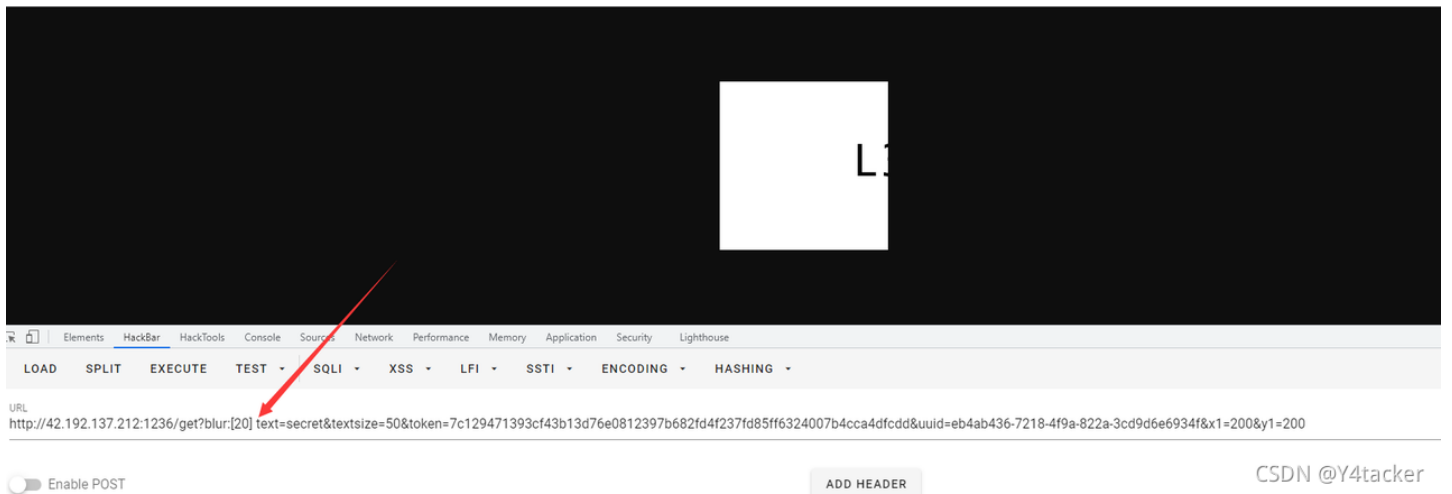 L3
Elements HackBar HackTools Console Sources Network Performance Memory Application Security Lighthouse
LOAD SPLIT EXECUTE TEST SQLI XSS LFI SSTI ENCODING HASHING
URL
http://42.192.137.212:1236/get?blur:[20] text=secret&textsize=50&token=7c129471393cf43b13d76e0812397b682fd4f237fd85ff6324007b4cca4dfcdd&uuid=eb4ab436-7218-4f9a-822a-3cd9d6e6934f&x1=200&y1=200
Enable POST ADD HEADER
CSDN @Y4tacker